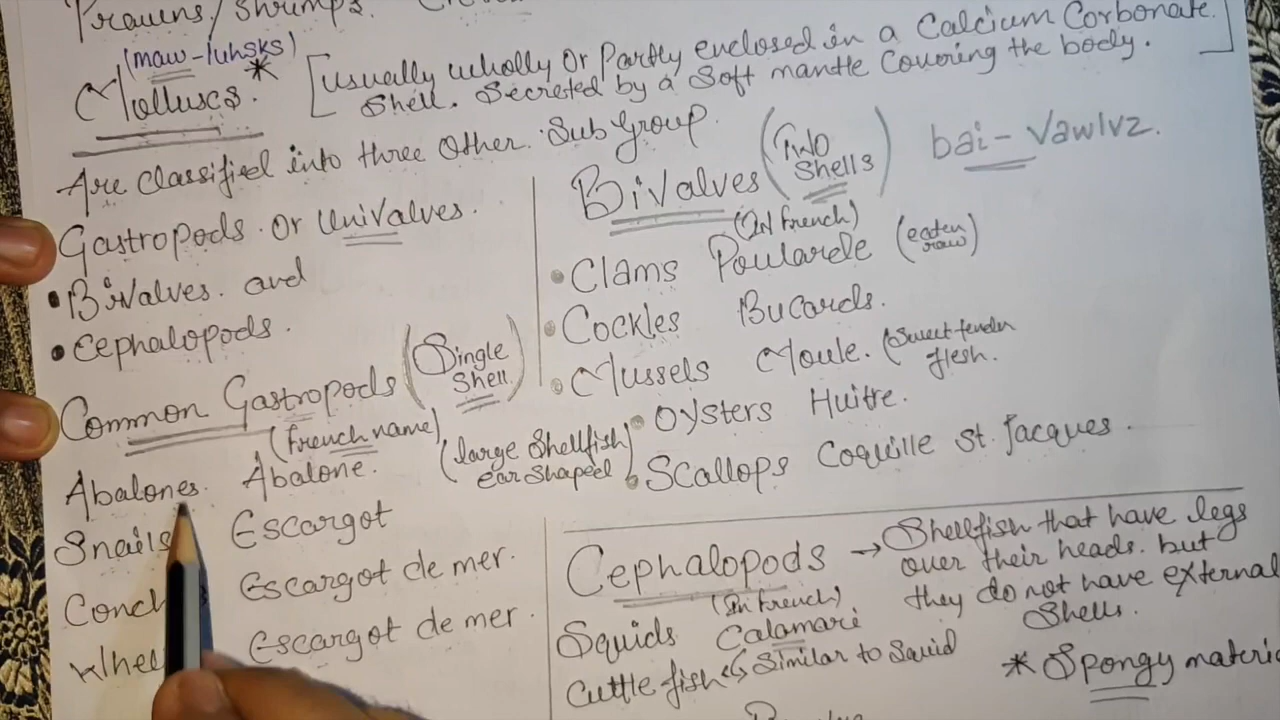 Prawns/Shrimps.
(maw-luhsks)
Molluscs. * [usually wholly Or Partly enclosed in a Calcium Carbonate.
Shell. Secreted by a Soft mantle Covering the body.]
Are Classified into three Other Sub Group.
Gastropods Or Univalves.
• Bivalves. and
• Cephalopods.
Common Gastropods (Single Shell)
(French name)
Abalones. Abalone. (large Shellfish ear Shaped)
Snails Escargot
Conch Escargot de mer.
Escargot de mer.
Bivalves (Two Shells) bai-Vawlvz.
(In French)
• Clams Poularde (eaten raw)
• Cockles Bucards.
• Mussels Moule. (Sweet tender flesh.
• Oysters Huitre.
• Scallops Coquille St. Jacques.
Cephalopods → Shellfish that have legs
over their heads. but
they do not have external
Shells.
(In French)
Squids Calamari
Cuttle fish Similar to Squid
* Spongy